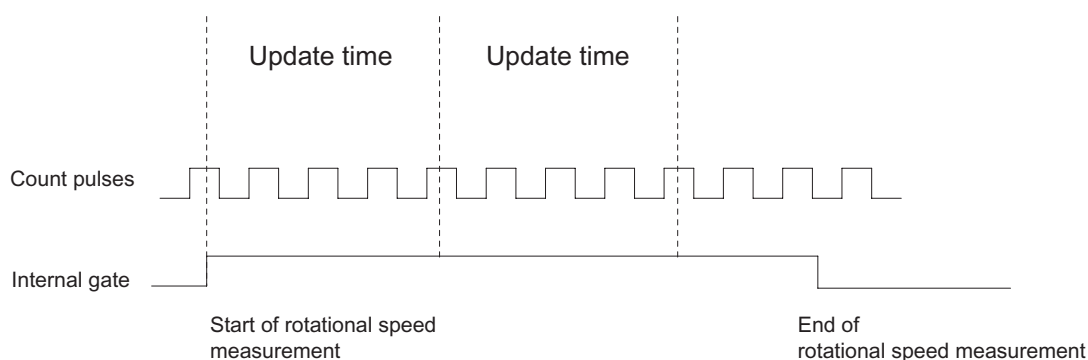 Update time
Update time
Count pulses
Internal gate
Start of rotational speed
measurement
End of
rotational speed measurement